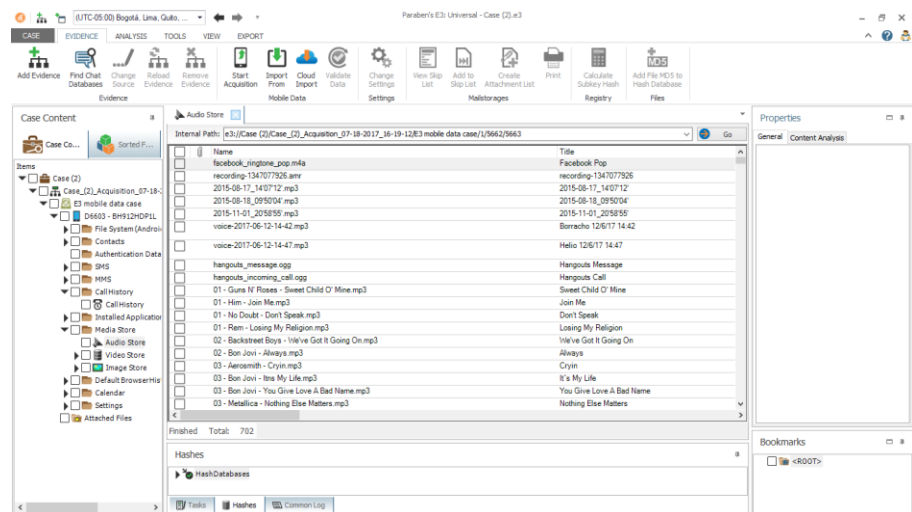 (UTC-05:00) Bogotá, Lima, Quito, ...
Paraben's E3: Universal - Case (2).e3
CASE EVIDENCE ANALYSIS TOOLS VIEW EXPORT
Add Evidence
Find Chat Databases
Change Source
Reload Evidence
Remove Evidence
Start Acquisition
Import From
Cloud Import
Validate Data
Change Settings
View Skip List
Add to Skip List
Create Attachment List
Print
Calculate Subkey Hash
MD5
Add File MD5 to Hash Database
Evidence
Mobile Data
Settings
Mailstorages
Registry
Files
Case Content
Case Co...
Sorted F...
Items
Case (2)
Case_(2)_Acquisition_07-18-
E3 mobile data case
D6603 - BH912HDP1L
File System (Androi
Contacts
Authentication Data
SMS
MMS
CallHistory
CallHistory
Installed Application
Media Store
Audio Store
Video Store
Image Store
DefaultBrowserHis
Calendar
Settings
Attached Files
Audio Store
Internal Path: e3://Case (2)/Case_(2)_Acquisition_07-18-2017_16-19-12/E3 mobile data case/1/5662/5663
Go
Name Title
facebook_ringtone_pop.m4a Facebook Pop
recording-1347077926.amr recording-1347077926
2015-08-17_14'07'12'.mp3 2015-08-17_14'07'12'
2015-08-18_09'50'04'.mp3 2015-08-18_09'50'04'
2015-11-01_20'58'55'.mp3 2015-11-01_20'58'55'
voice-2017-06-12-14-42.mp3 Borracho 12/6/17 14:42
voice-2017-06-12-14-47.mp3 Helio 12/6/17 14:47
hangouts_message.ogg Hangouts Message
hangouts_incoming_call.ogg Hangouts Call
01 - Guns N' Roses - Sweet Child O' Mine.mp3 Sweet Child O' Mine
01 - Him - Join Me.mp3 Join Me
01 - No Doubt - Don't Speak.mp3 Don't Speak
01 - Rem - Losing My Religion.mp3 Losing My Religion
02 - Backstreet Boys - We've Got It Going On.mp3 We've Got It Going On
02 - Bon Jovi - Always.mp3 Always
03 - Aerosmith - Cryin.mp3 Cryin
03 - Bon Jovi - Itns My Life.mp3 It's My Life
03 - Bon Jovi - You Give Love A Bad Name.mp3 You Give Love A Bad Name
03 - Metallica - Nothing Else Matters.mp3 Nothing Else Matters
Finished Total: 702
Hashes
HashDatabases
Tasks Hashes Common Log
Properties
General Content Analysis
Bookmarks
<ROOT>